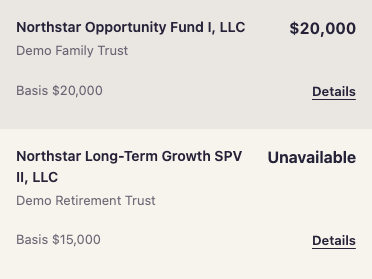 Northstar Opportunity Fund I, LLC $20,000
Demo Family Trust
Basis $20,000 Details
Northstar Long-Term Growth SPV Unavailable
II, LLC
Demo Retirement Trust
Basis $15,000 Details